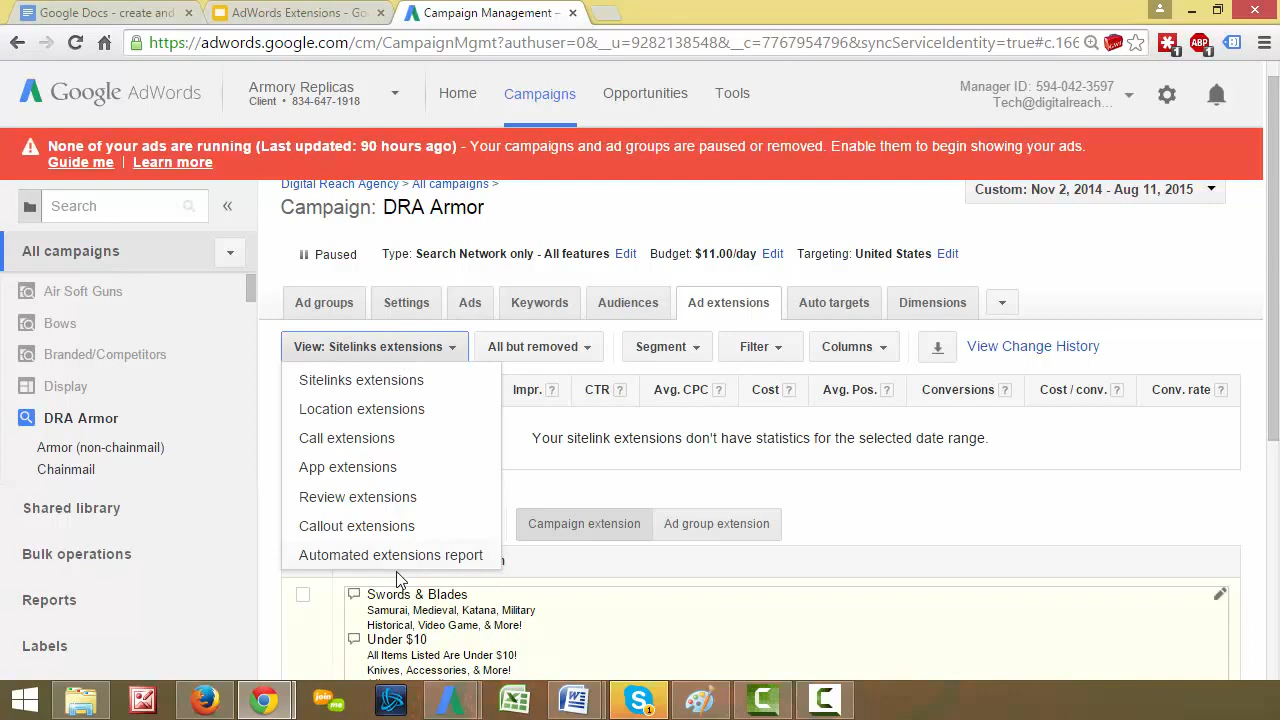 Google Docs - create and
AdWords Extensions - Go
Campaign Management –
https://adwords.google.com/cm/CampaignMgmt?authuser=0&__u=9282138548&__c=7767954796&syncServiceIdentity=true#c.166
1
1
Google AdWords
Armory Replicas
Client • 834-647-1918
Home
Campaigns
Opportunities
Tools
Manager ID: 594-042-3597
Tech@digitalreach...
None of your ads are running (Last updated: 90 hours ago) - Your campaigns and ad groups are paused or removed. Enable them to begin showing your ads.
Guide me | Learn more
Digital Reach Agency > All campaigns >
Custom: Nov 2, 2014 - Aug 11, 2015
Search
Campaign: DRA Armor
All campaigns
Paused Type: Search Network only - All features Edit Budget: $11.00/day Edit Targeting: United States Edit
Air Soft Guns
Bows
Branded/Competitors
Display
DRA Armor
Armor (non-chainmail)
Chainmail
Shared library
Bulk operations
Reports
Labels
Ad groups
Settings
Ads
Keywords
Audiences
Ad extensions
Auto targets
Dimensions
View: Sitelinks extensions
All but removed
Segment
Filter
Columns
View Change History
Sitelinks extensions
Location extensions
Call extensions
App extensions
Review extensions
Callout extensions
Automated extensions report
Impr. ?
CTR ?
Avg. CPC ?
Cost ?
Avg. Pos. ?
Conversions ?
Cost / conv. ?
Conv. rate ?
Your sitelink extensions don't have statistics for the selected date range.
Campaign extension
Ad group extension
Swords & Blades
Samurai, Medieval, Katana, Military
Historical, Video Game, & More!
Under $10
All Items Listed Are Under $10!
Knives, Accessories, & More!
join
me
1